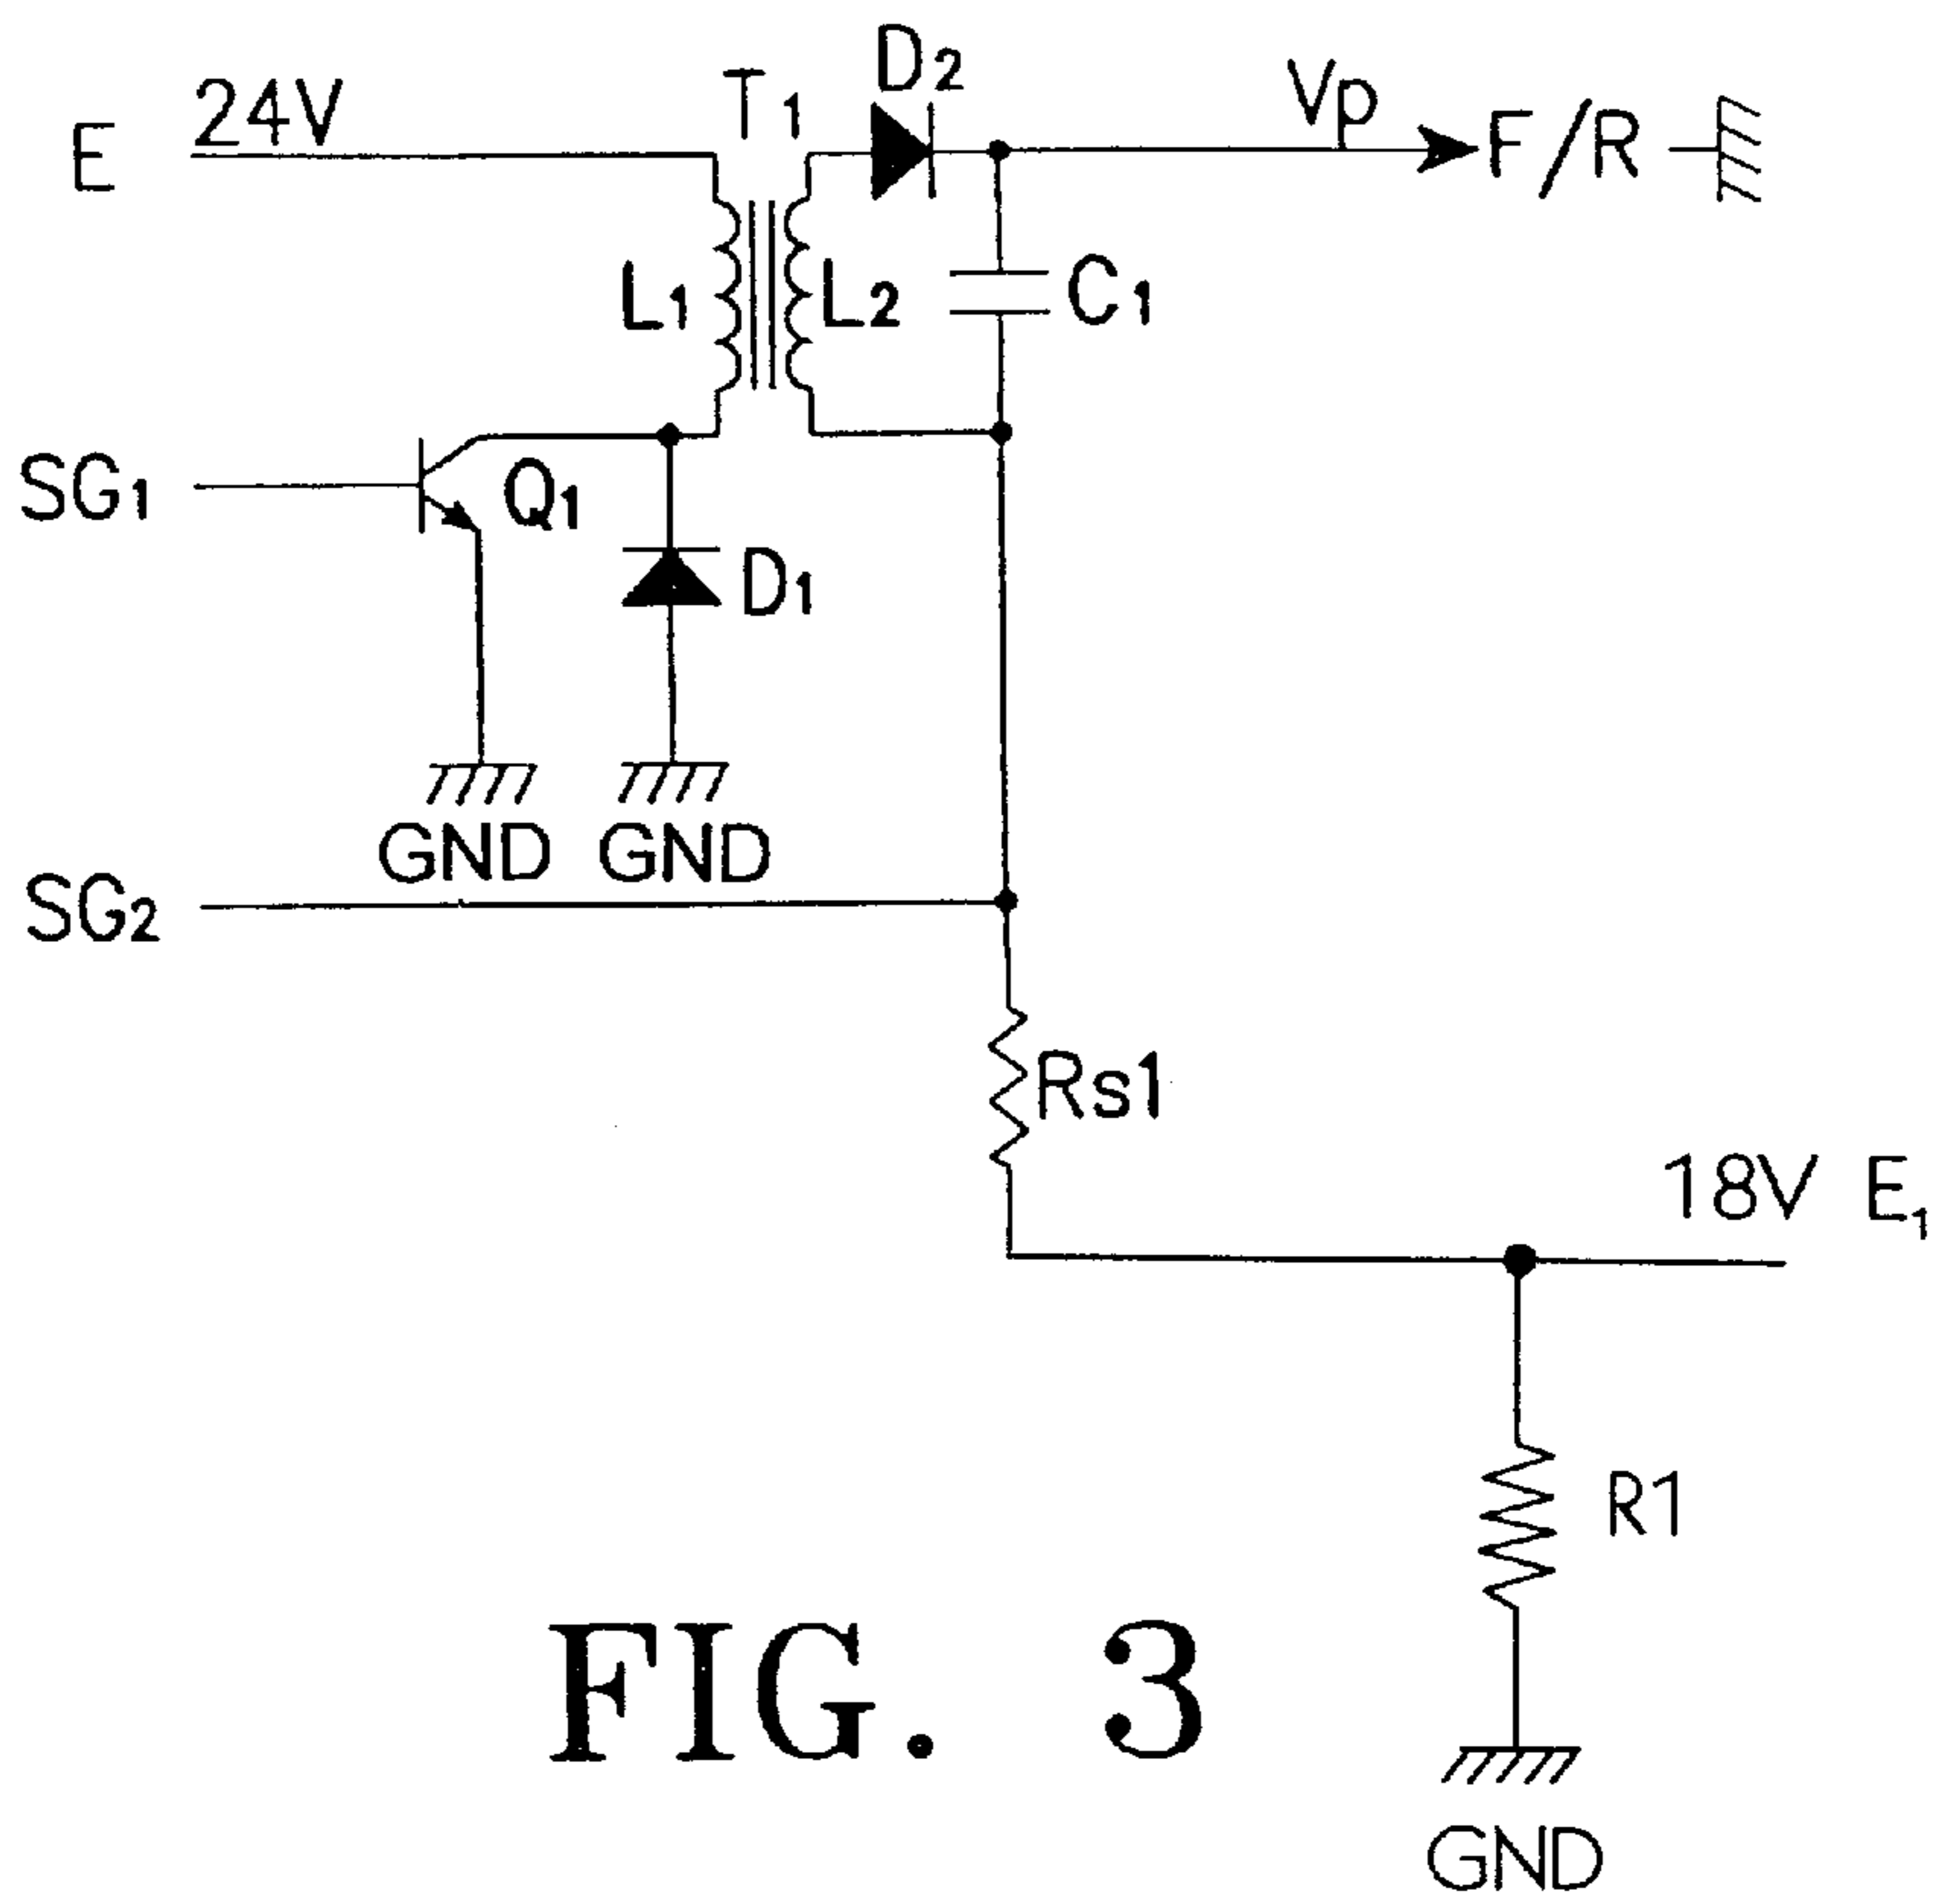 E 24V T1 D2 Vp F/R
L1 L2 C1
SG1 Q1
D1
GND GND
SG2
Rs1
18V E1
R1
FIG. 3
GND